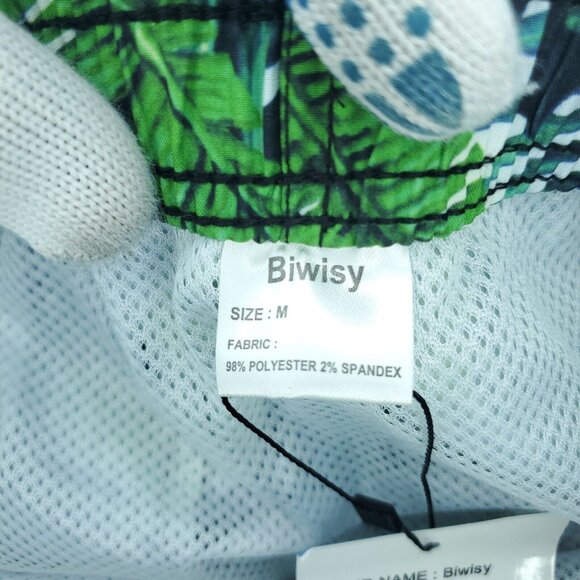 Biwisy
SIZE : M
FABRIC :
98% POLYESTER 2% SPANDEX
NAME : Biwisy